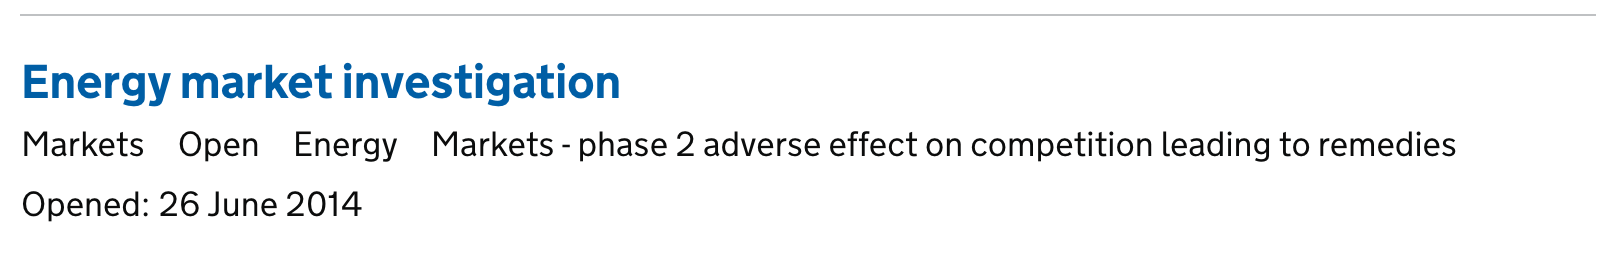 Energy market investigation
Markets Open Energy Markets - phase 2 adverse effect on competition leading to remedies
Opened: 26 June 2014